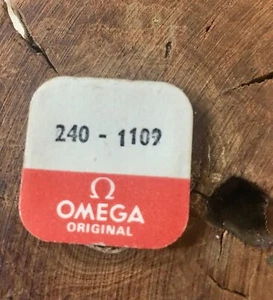 240 - 1109
Ω
OMEGA
ORIGINAL